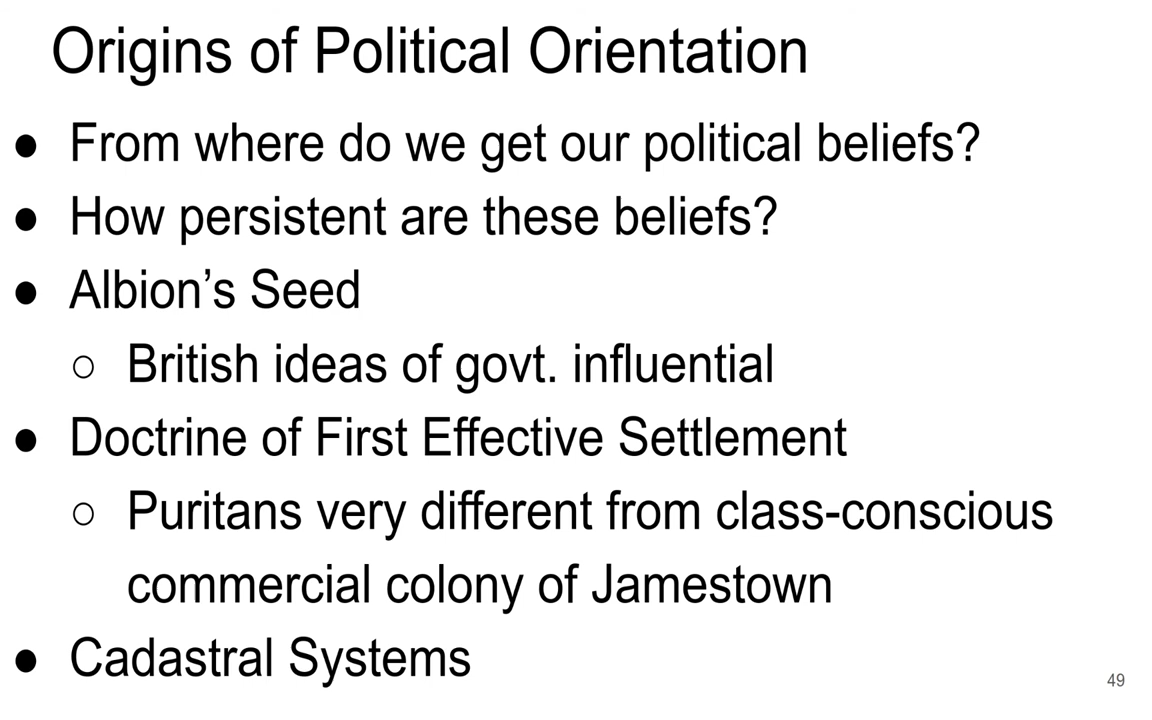 Origins of Political Orientation
● From where do we get our political beliefs?
● How persistent are these beliefs?
● Albion’s Seed
○ British ideas of govt. influential
● Doctrine of First Effective Settlement
○ Puritans very different from class-conscious
commercial colony of Jamestown
● Cadastral Systems
49